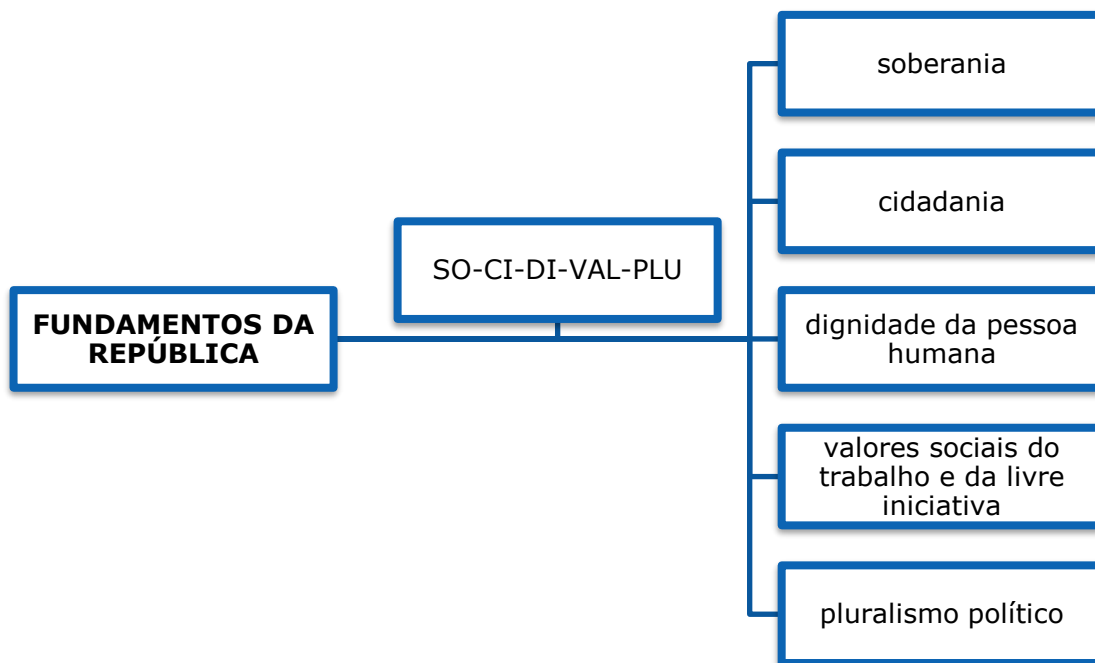 FUNDAMENTOS DA
REPÚBLICA
SO-CI-DI-VAL-PLU
soberania
cidadania
dignidade da pessoa
humana
valores sociais do
trabalho e da livre
iniciativa
pluralismo político